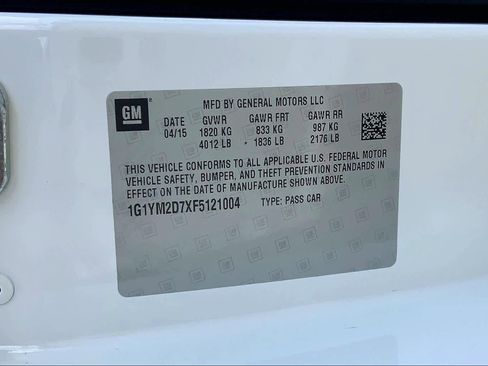 GM
MFD BY GENERAL MOTORS LLC
DATE GVWR GAWR FRT GAWR RR
04/15 1820 KG 833 KG 987 KG
4012 LB * 1836 LB 2176 LB
THIS VEHICLE CONFORMS TO ALL APPLICABLE U.S. FEDERAL MOTOR
VEHICLE SAFETY, BUMPER, AND THEFT PREVENTION STANDARDS IN
EFFECT ON THE DATE OF MANUFACTURE SHOWN ABOVE.
1G1YM2D7XF5121004 TYPE: PASS CAR